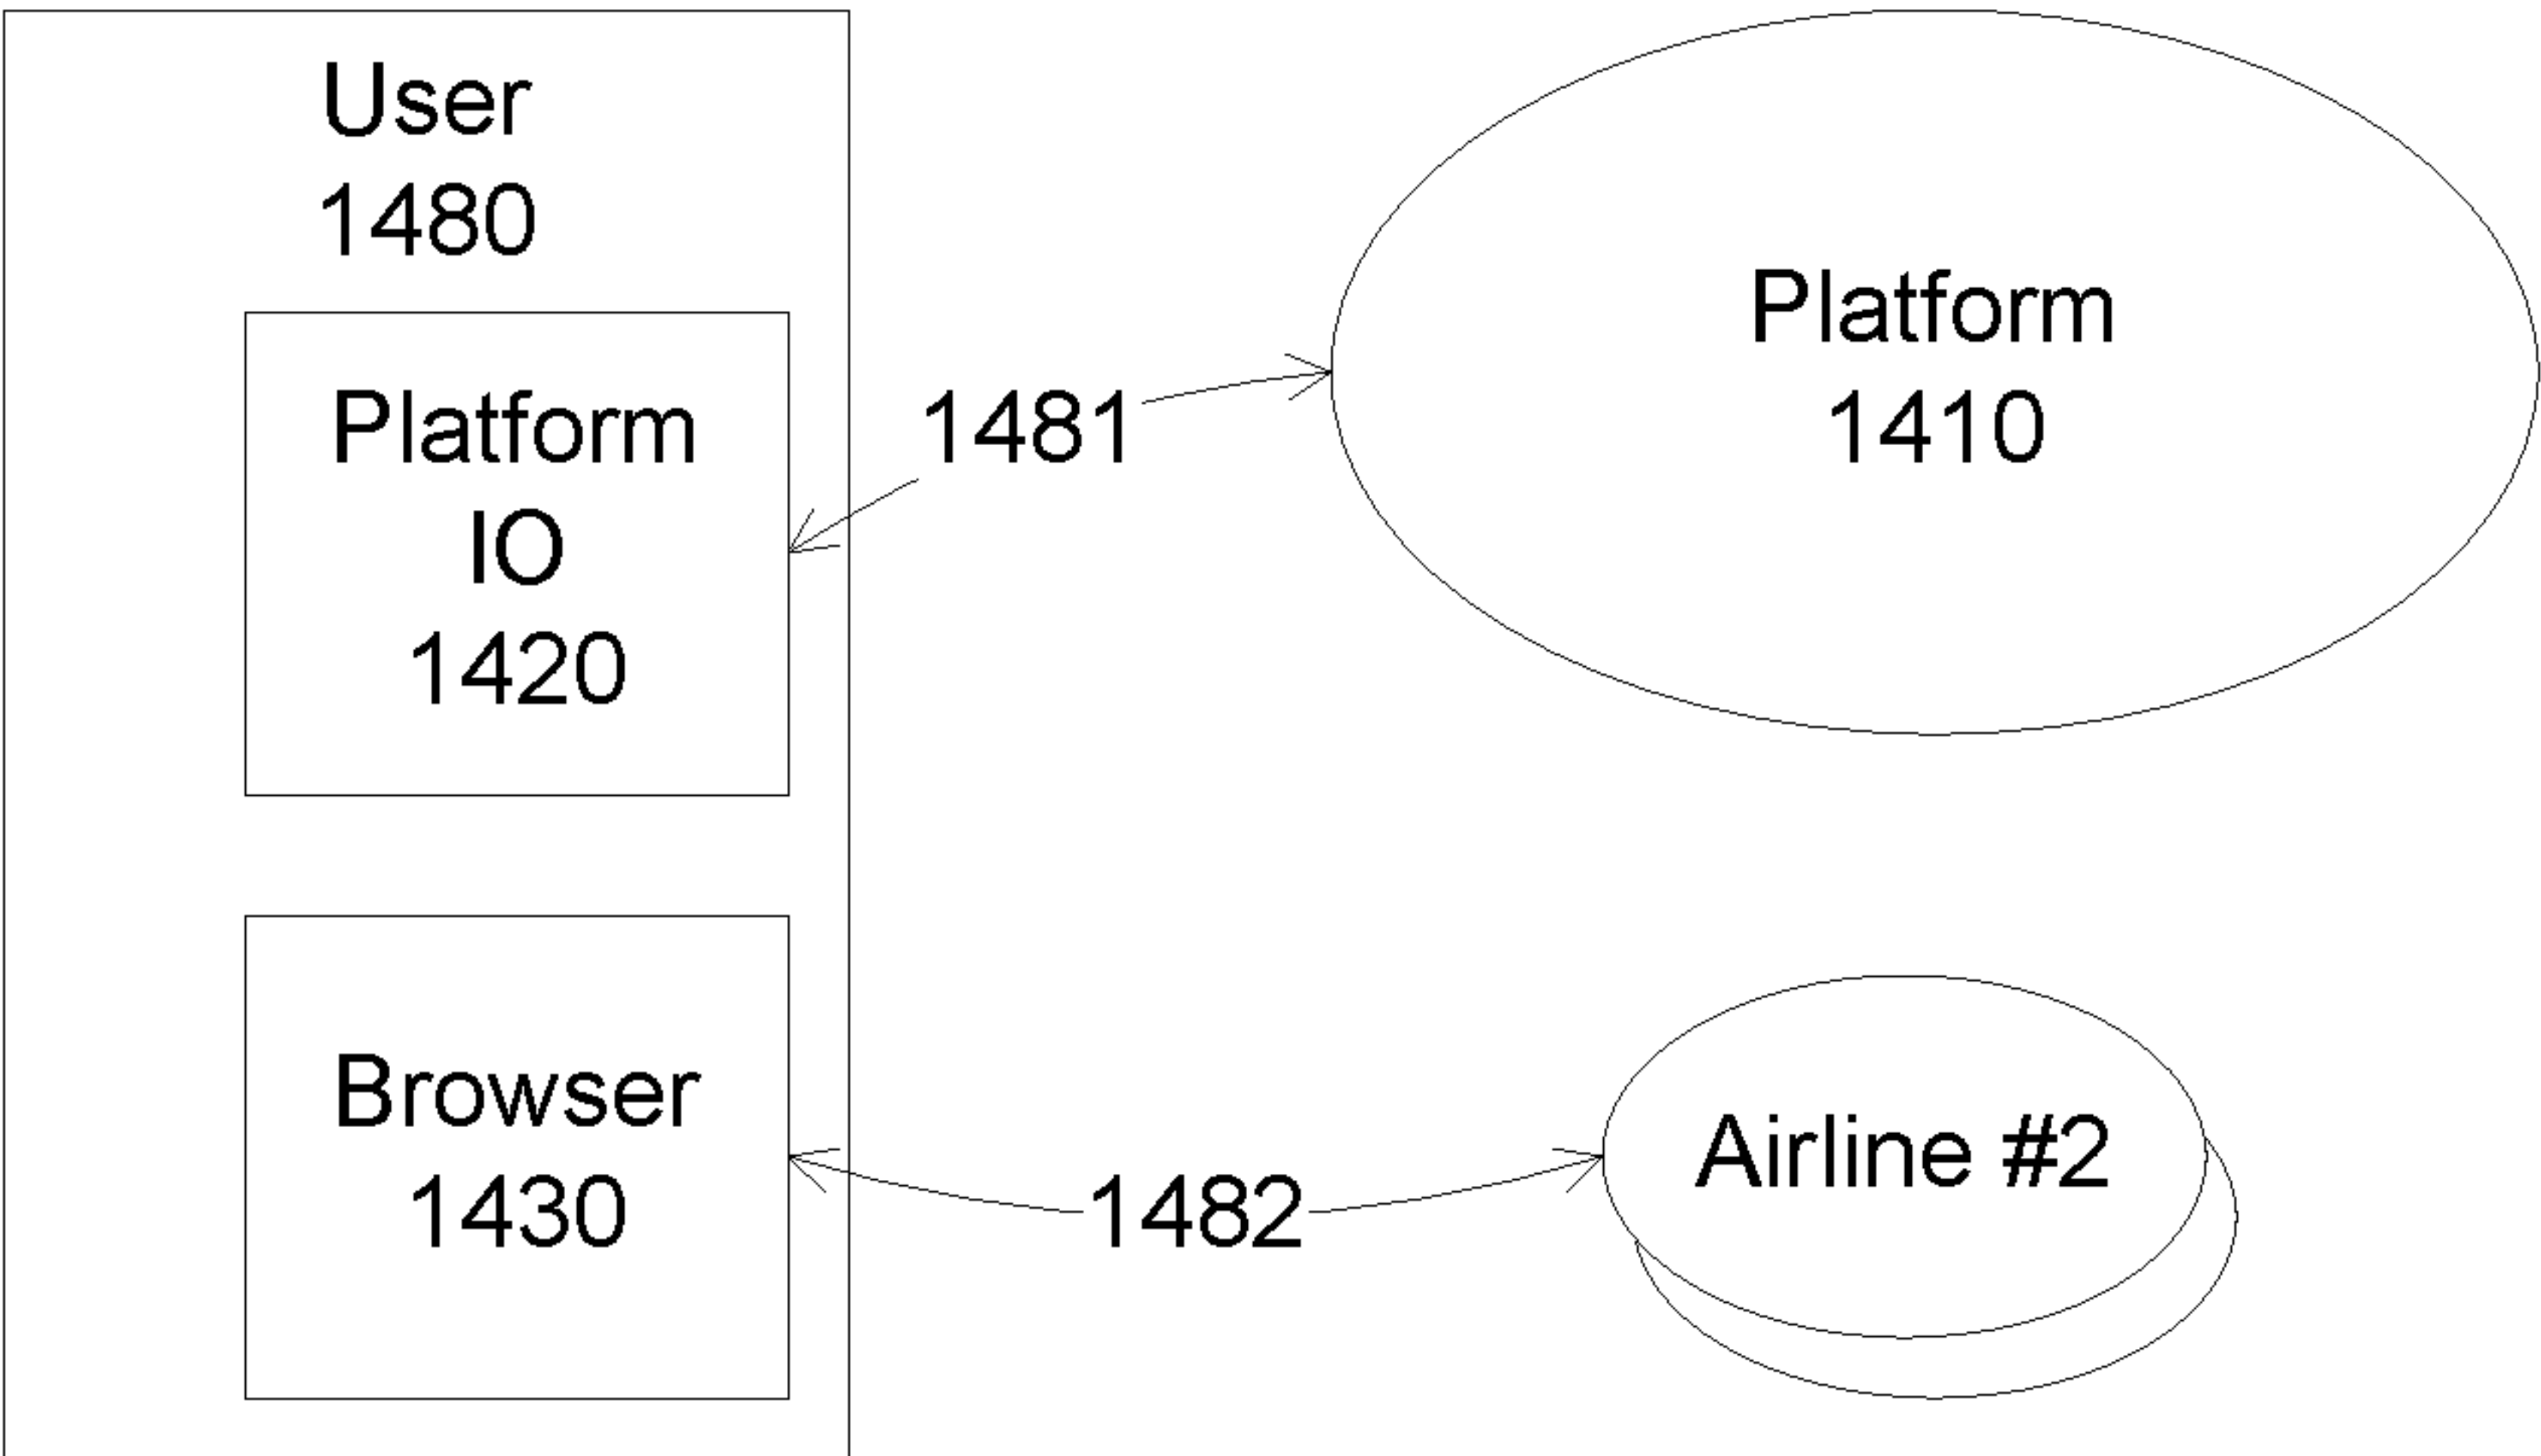 User
1480
Platform
IO
1420
1481
Platform
1410
Browser
1430
1482
Airline #2